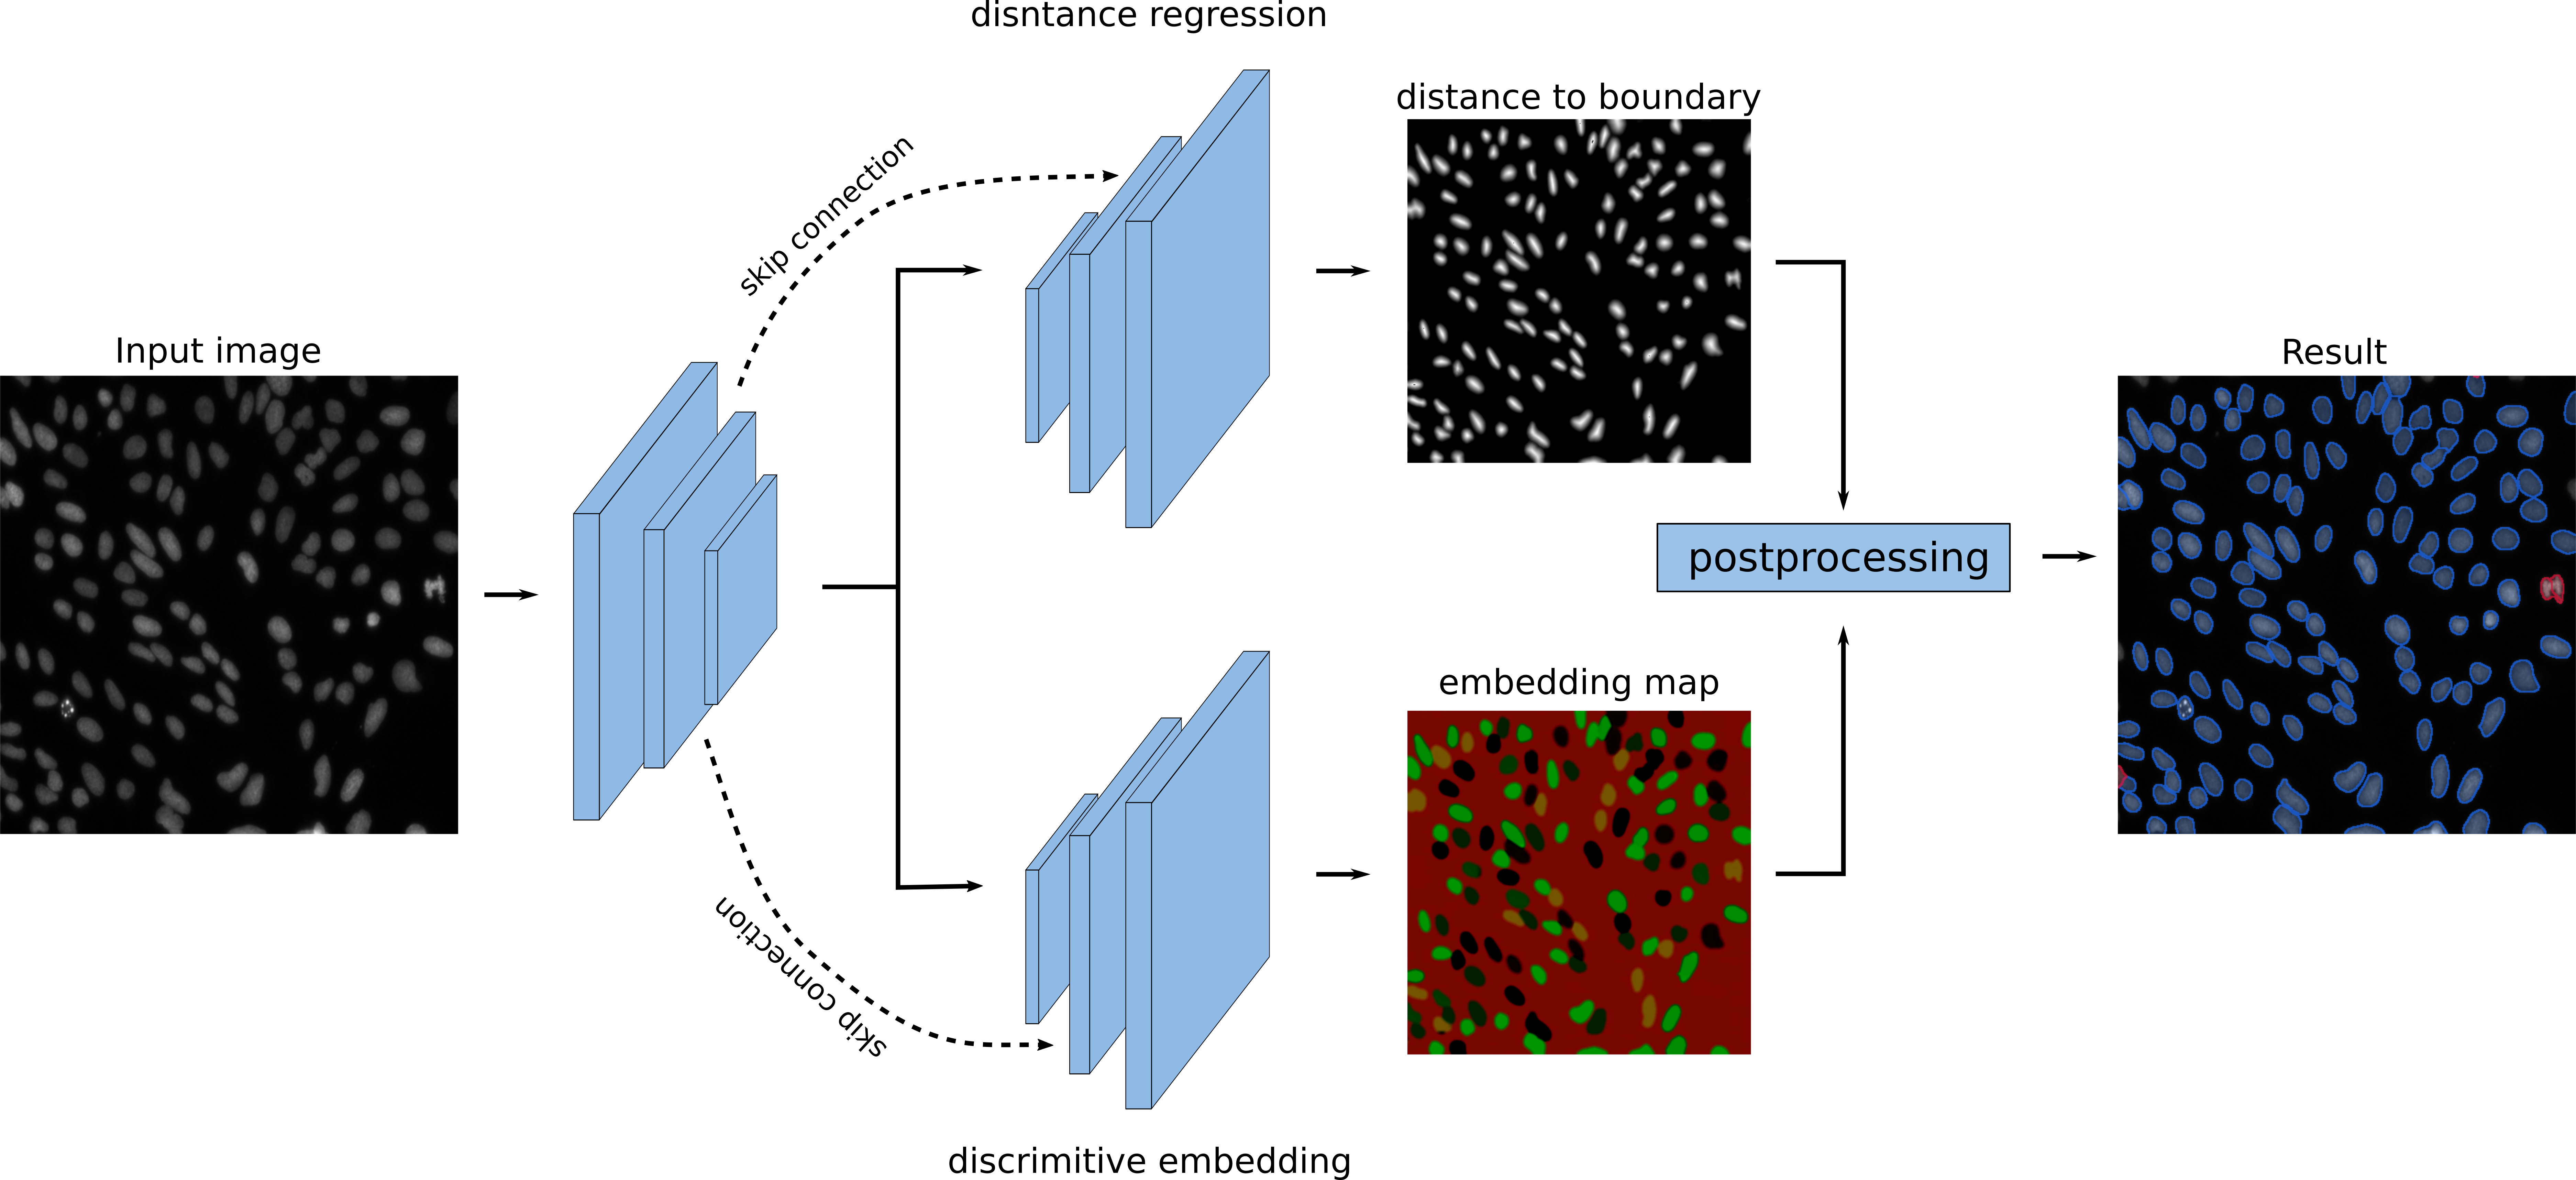 disntance regression
distance to boundary
skip connection
Input image
Result
postprocessing
embedding map
skip connection
discrimitive embedding